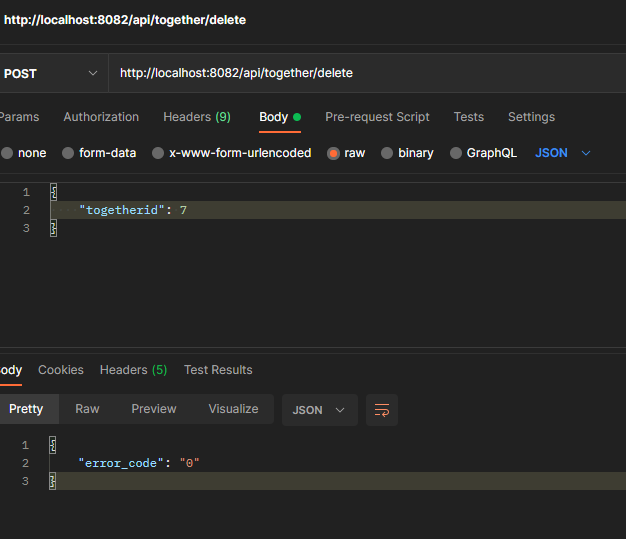 http://localhost:8082/api/together/delete
POST http://localhost:8082/api/together/delete
Params Authorization Headers (9) Body Pre-request Script Tests Settings
none form-data x-www-form-urlencoded raw binary GraphQL JSON
1 {
2 "togetherid": 7
3 }
ody Cookies Headers (5) Test Results
Pretty Raw Preview Visualize JSON
1 {
2 "error_code": "0"
3 }